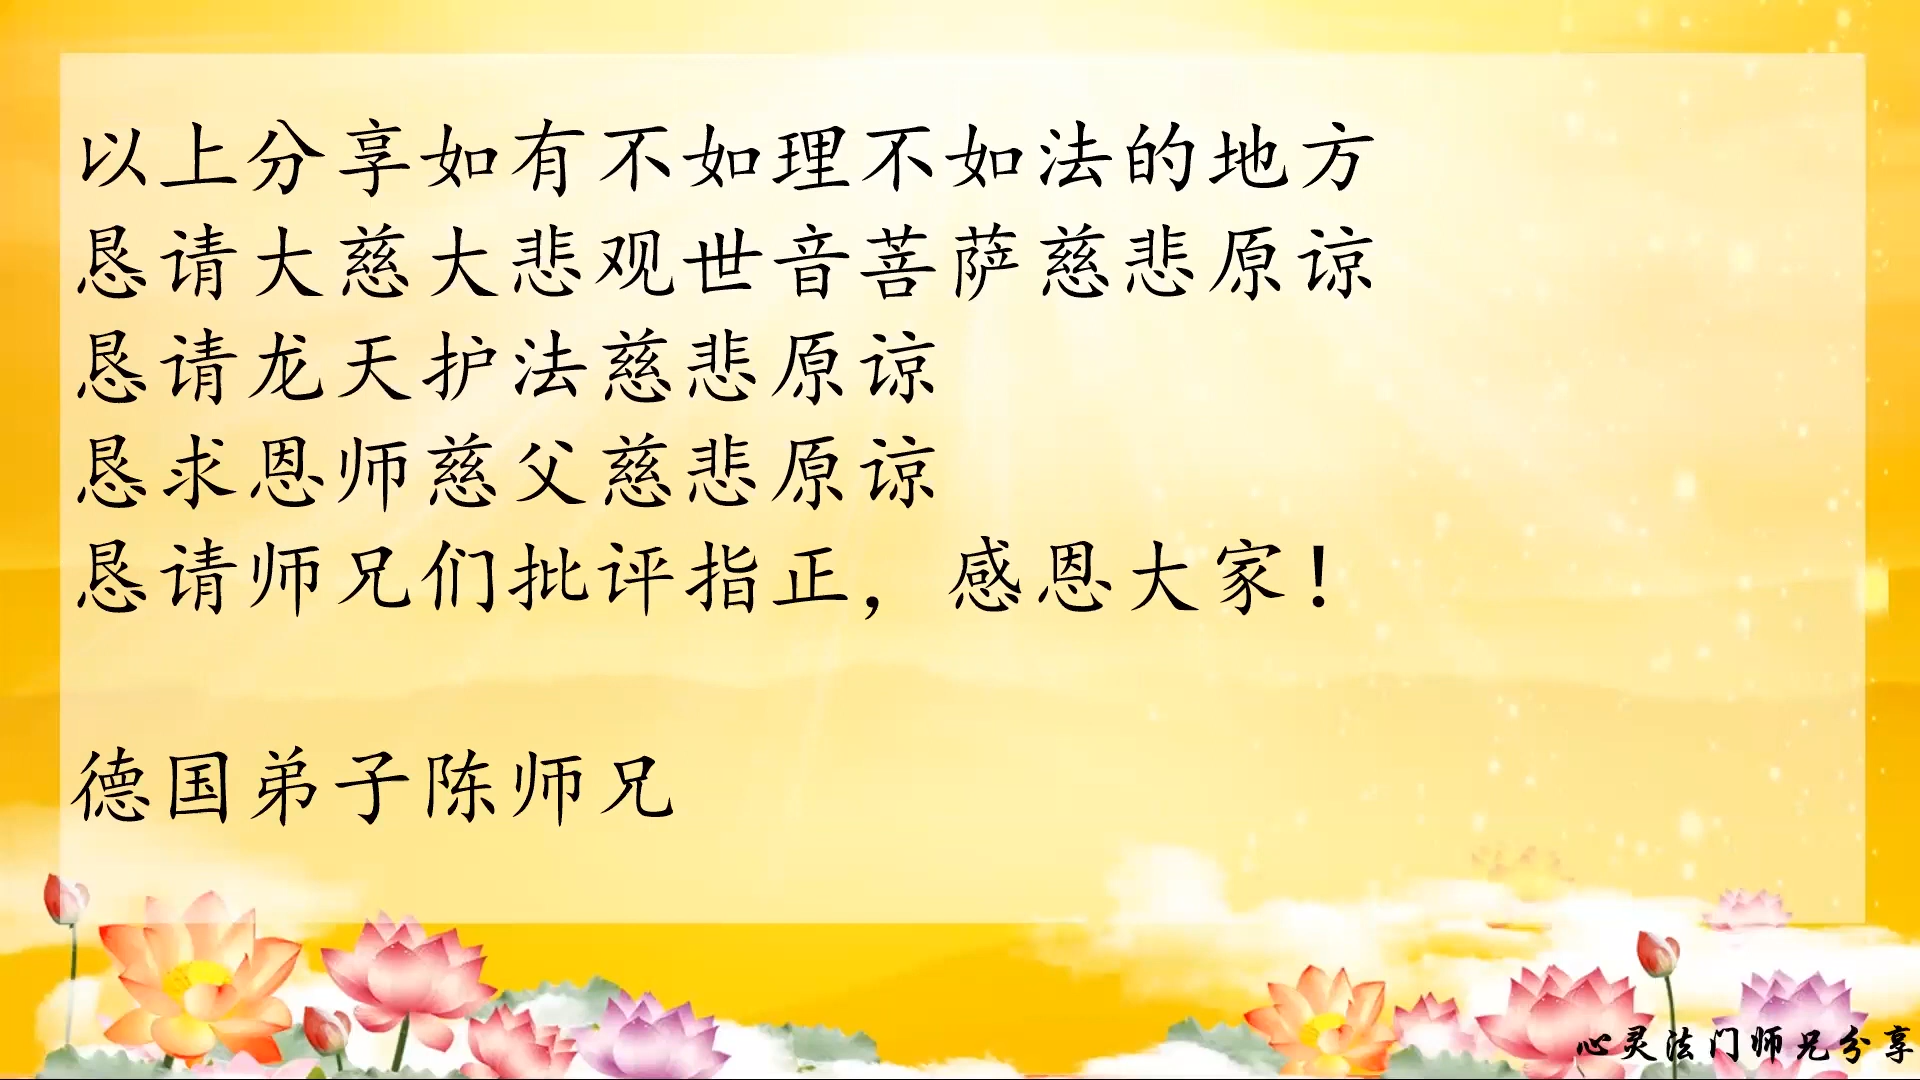 以上分享如有不如理不如法的地方
恳请大慈大悲观世音菩萨慈悲原谅
恳请龙天护法慈悲原谅
恳求恩师慈父慈悲原谅
恳请师兄们批评指正，感恩大家！
德国弟子陈师兄
心灵法门师兄分享